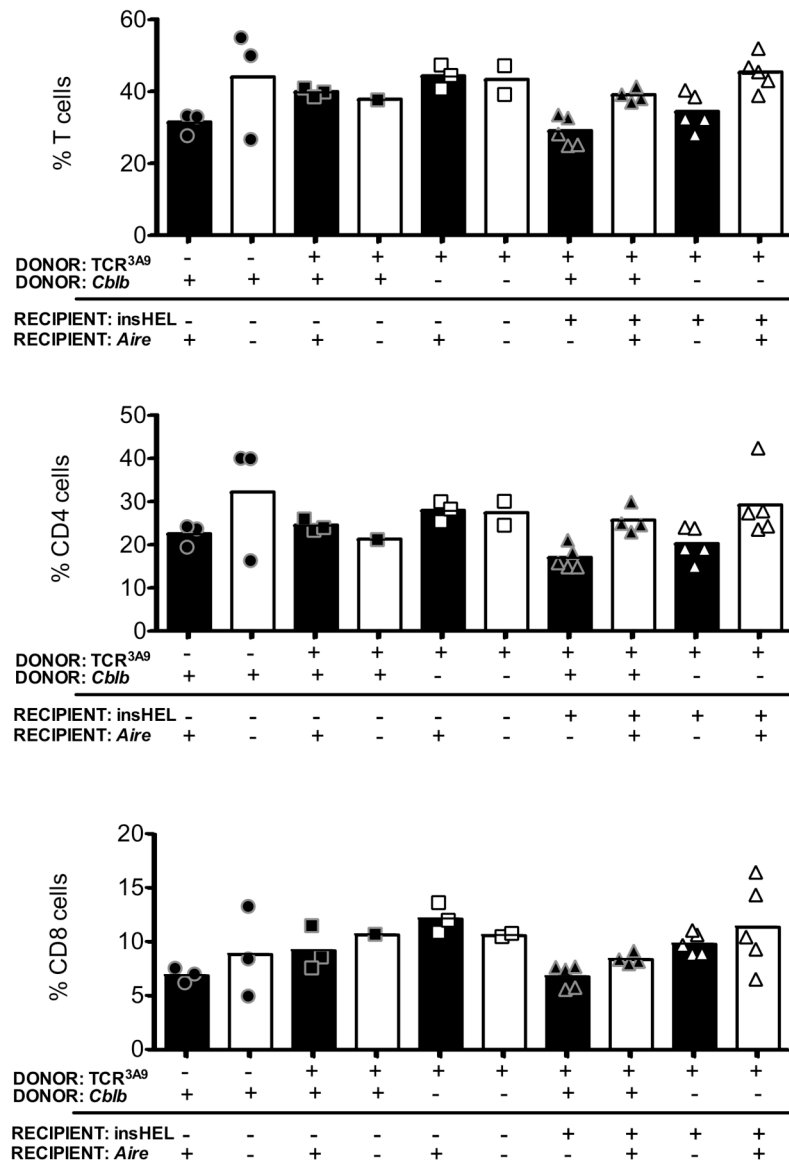 60
40
20
0
% T cells
DONOR: TCR3A9 - - + + + + + + + +
DONOR: Cblb + + + + - - + + - -
RECIPIENT: insHEL - - - - - - + + + +
RECIPIENT: Aire + - + - + - - + - +
50
40
30
20
10
0
% CD4 cells
DONOR: TCR3A9 - - + + + + + + + +
DONOR: Cblb + + + + - - + + - -
RECIPIENT: insHEL - - - - - - + + + +
RECIPIENT: Aire + - + - + - - + - +
20
15
10
5
0
% CD8 cells
DONOR: TCR3A9 - - + + + + + + + +
DONOR: Cblb + + + + - - + + - -
RECIPIENT: insHEL - - - - - - + + + +
RECIPIENT: Aire + - + - + - - + - +